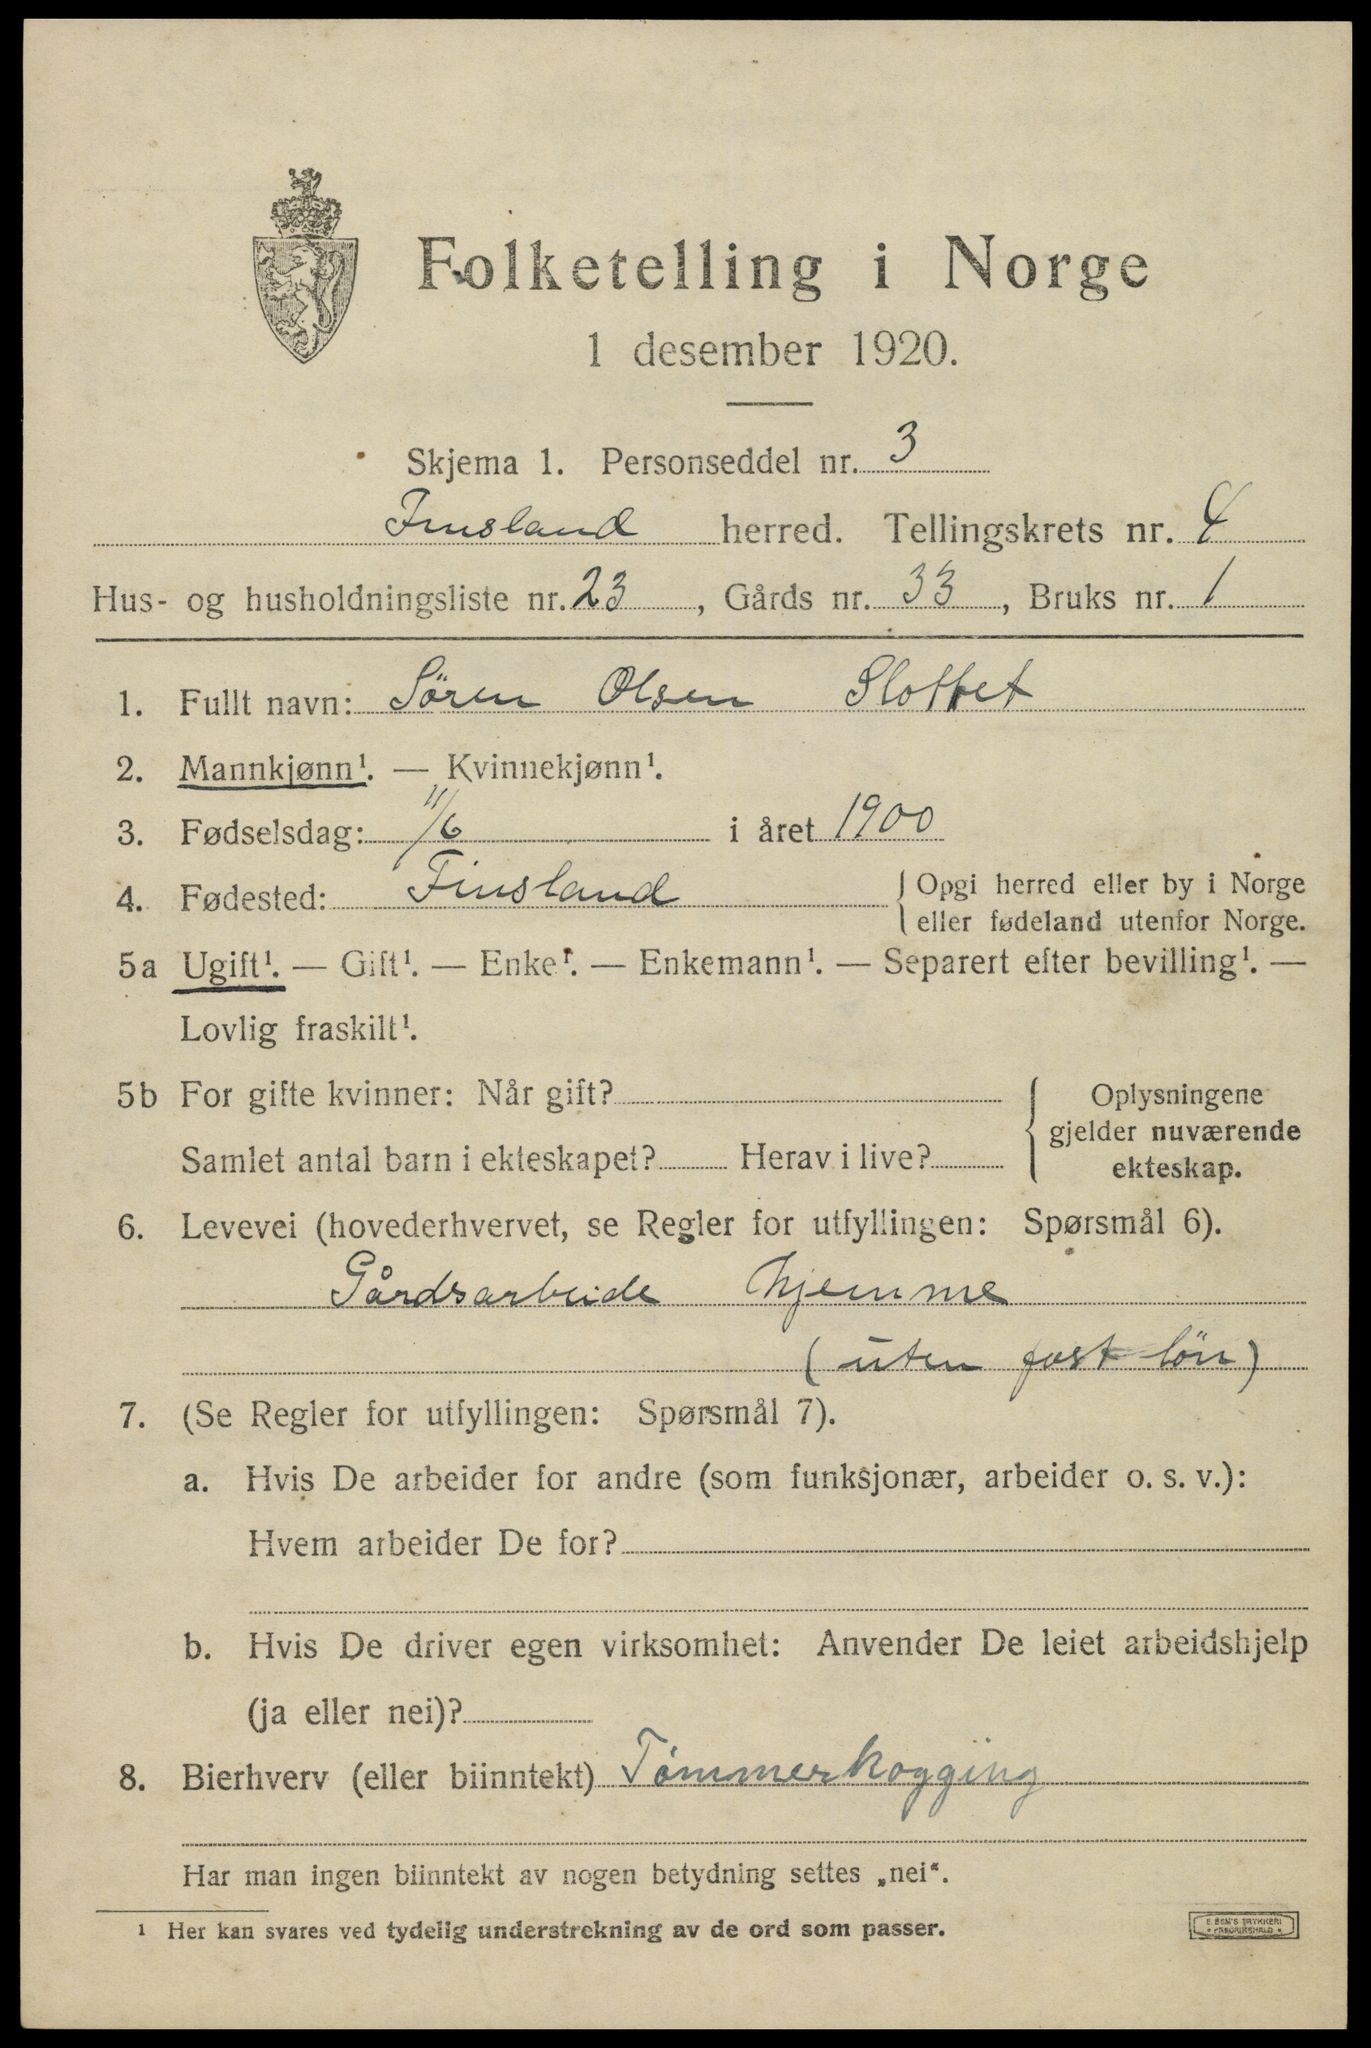 Folketelling i Norge
1 desember 1920.
Skjema 1. Personseddel nr. 3
Finsland herred. Tellingskrets nr. 4
Hus- og husholdningsliste nr. 23, Gårds nr. 33, Bruks nr. 1
1. Fullt navn: Søren Olsen Slottet
2. Mannkjønn¹. — Kvinnekjønn¹.
3. Fødselsdag: 11/6 i året 1900
4. Fødested: Finsland { Opgi herred eller by i Norge
eller fødeland utenfor Norge.
5a Ugift¹. — Gift¹. — Enke¹. — Enkemann¹. — Separert efter bevilling¹. —
Lovlig fraskilt¹.
5b For gifte kvinner: Når gift? { Oplysningene
gjelder nuværende
Samlet antal barn i ekteskapet? Herav i live? ekteskap.
6. Levevei (hovederhvervet, se Regler for utfyllingen: Spørsmål 6).
Gårdsarbeide hjemme
(uten fast løn)
7. (Se Regler for utfyllingen: Spørsmål 7).
a. Hvis De arbeider for andre (som funksjonær, arbeider o. s. v.):
Hvem arbeider De for?
b. Hvis De driver egen virksomhet: Anvender De leiet arbeidshjelp
(ja eller nei)?
8. Bierhverv (eller biinntekt) Tømmerhogging
Har man ingen biinntekt av nogen betydning settes „nei“.
¹ Her kan svares ved tydelig understrekning av de ord som passer.